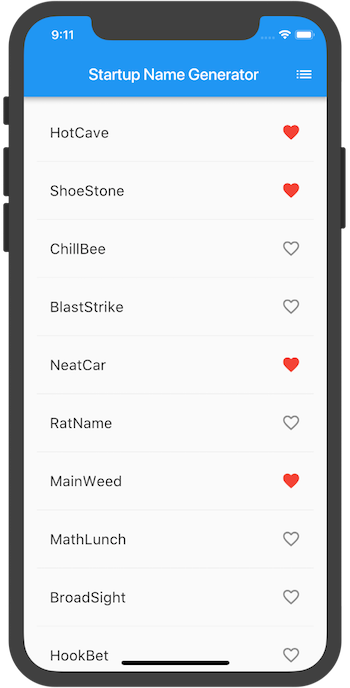 9:11
Startup Name Generator
HotCave
ShoeStone
ChillBee
BlastStrike
NeatCar
RatName
MainWeed
MathLunch
BroadSight
HookBet